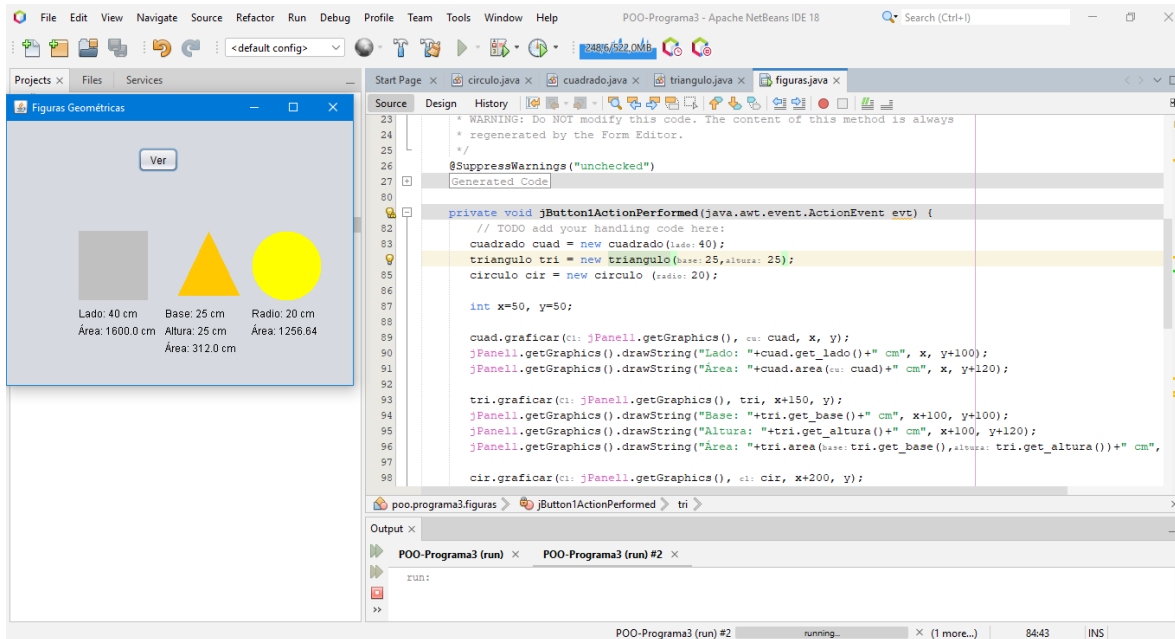 File Edit View Navigate Source Refactor Run Debug Profile Team Tools Window Help POO-Programa3 - Apache NetBeans IDE 18 Search (Ctrl+I)
<default config> 248,6/522,0MB
Projects Files Services
Figuras Geométricas
Ver
Lado: 40 cm Base: 25 cm Radio: 20 cm
Área: 1600.0 cm Altura: 25 cm Área: 1256.64
Área: 312.0 cm
Start Page circulo.java cuadrado.java triangulo.java figuras.java
Source Design History
23 * WARNING: Do NOT modify this code. The content of this method is always
24 * regenerated by the Form Editor.
25 */
26 @SuppressWarnings("unchecked")
27 Generated Code
80
private void jButton1ActionPerformed(java.awt.event.ActionEvent evt) {
82 // TODO add your handling code here:
83 cuadrado cuad = new cuadrado(lado: 40);
triangulo tri = new triangulo(base: 25,altura: 25);
85 circulo cir = new circulo (radio: 20);
86
87 int x=50, y=50;
88
89 cuad.graficar(C1: jPanel1.getGraphics(), cu: cuad, x, y);
90 jPanel1.getGraphics().drawString("Lado: "+cuad.get_lado()+" cm", x, y+100);
91 jPanel1.getGraphics().drawString("Área: "+cuad.area(cu: cuad)+" cm", x, y+120);
92
93 tri.graficar(C1: jPanel1.getGraphics(), tri, x+150, y);
94 jPanel1.getGraphics().drawString("Base: "+tri.get_base()+" cm", x+100, y+100);
95 jPanel1.getGraphics().drawString("Altura: "+tri.get_altura()+" cm", x+100, y+120);
96 jPanel1.getGraphics().drawString("Área: "+tri.area(base: tri.get_base(),altura: tri.get_altura())+" cm",
97
98 cir.graficar(C1: jPanel1.getGraphics(), c1: cir, x+200, y);
poo.programa3.figuras jButton1ActionPerformed tri
Output
POO-Programa3 (run) POO-Programa3 (run) #2
run:
POO-Programa3 (run) #2 running... (1 more...) 84:43 INS